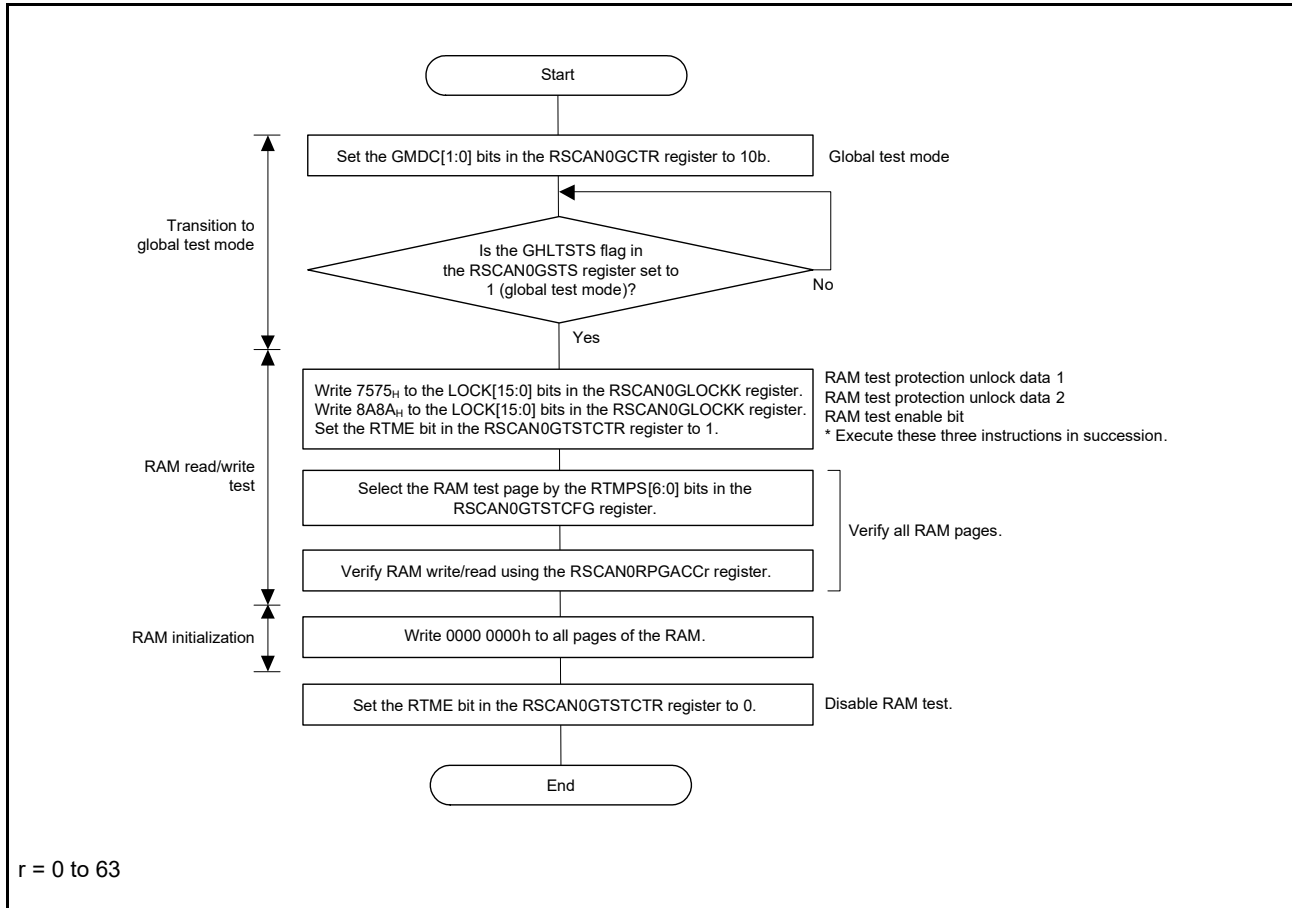 Start
Set the GMDC[1:0] bits in the RSCAN0GCTR register to 10b.
Global test mode
Transition to
global test mode
Is the GHLTSTS flag in
the RSCAN0GSTS register set to
1 (global test mode)?
No
Yes
Write 7575H to the LOCK[15:0] bits in the RSCAN0GLOCKK register.
Write 8A8AH to the LOCK[15:0] bits in the RSCAN0GLOCKK register.
Set the RTME bit in the RSCAN0GTSTCTR register to 1.
RAM test protection unlock data 1
RAM test protection unlock data 2
RAM test enable bit
* Execute these three instructions in succession.
RAM read/write
test
Select the RAM test page by the RTMPS[6:0] bits in the
RSCAN0GTSTCFG register.
Verify all RAM pages.
Verify RAM write/read using the RSCAN0RPGACCr register.
RAM initialization
Write 0000 0000h to all pages of the RAM.
Set the RTME bit in the RSCAN0GTSTCTR register to 0.
Disable RAM test.
End
r = 0 to 63